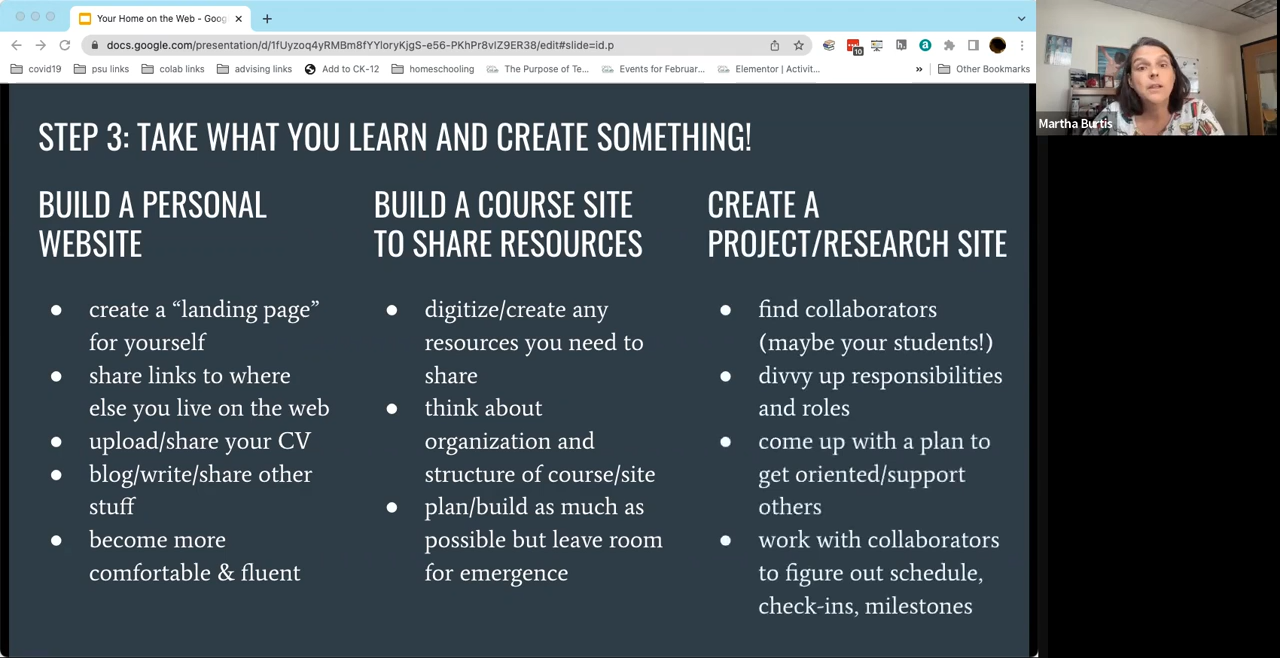 Your Home on the Web - Goog
docs.google.com/presentation/d/1fUyzoq4yRMBm8fYYloryKjgS-e56-PKhPr8vIZ9ER38/edit#slide=id.p
10
covid19
psu links
colab links
advising links
Add to CK-12
homeschooling
The Purpose of Te...
Events for Februar...
Elementor | Activit...
»
Other Bookmarks
Martha Burtis
STEP 3: TAKE WHAT YOU LEARN AND CREATE SOMETHING!
BUILD A PERSONAL
WEBSITE
● create a “landing page”
for yourself
● share links to where
else you live on the web
● upload/share your CV
● blog/write/share other
stuff
● become more
comfortable & fluent
BUILD A COURSE SITE
TO SHARE RESOURCES
● digitize/create any
resources you need to
share
● think about
organization and
structure of course/site
● plan/build as much as
possible but leave room
for emergence
CREATE A
PROJECT/RESEARCH SITE
● find collaborators
(maybe your students!)
● divvy up responsibilities
and roles
● come up with a plan to
get oriented/support
others
● work with collaborators
to figure out schedule,
check-ins, milestones